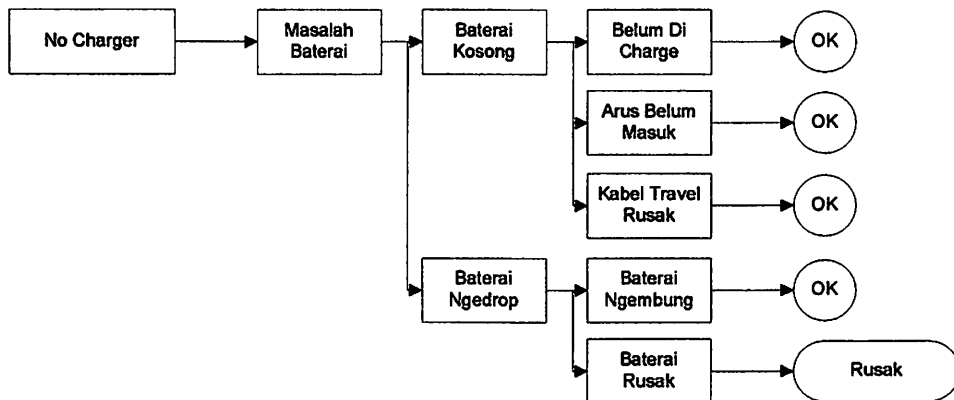 No Charger
Masalah
Baterai
Baterai
Kosong
Belum Di
Charge
OK
Arus Belum
Masuk
OK
Kabel Travel
Rusak
OK
Baterai
Ngedrop
Baterai
Ngembung
OK
Baterai
Rusak
Rusak